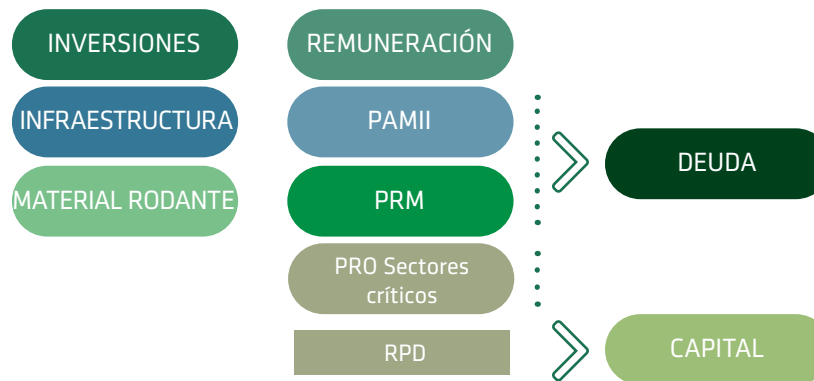 INVERSIONES
REMUNERACIÓN
INFRAESTRUCTURA
PAMII
DEUDA
MATERIAL RODANTE
PRM
PRO Sectores
críticos
RPD
CAPITAL